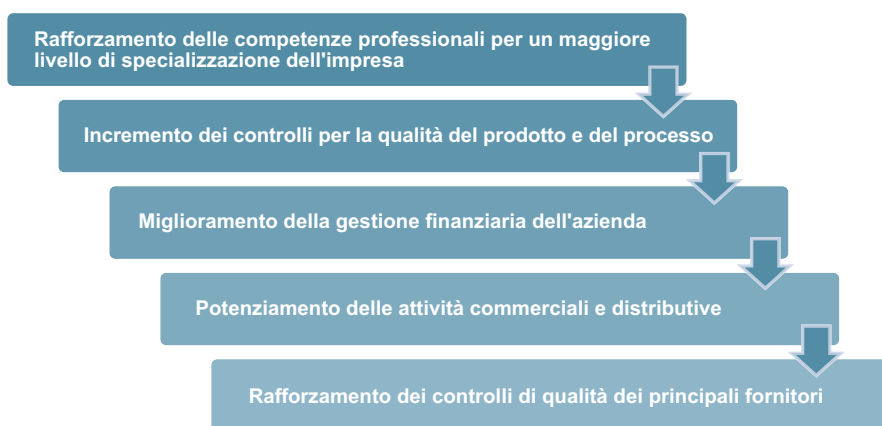 Rafforzamento delle competenze professionali per un maggiore
livello di specializzazione dell'impresa
Incremento dei controlli per la qualità del prodotto e del processo
Miglioramento della gestione finanziaria dell'azienda
Potenziamento delle attività commerciali e distributive
Rafforzamento dei controlli di qualità dei principali fornitori